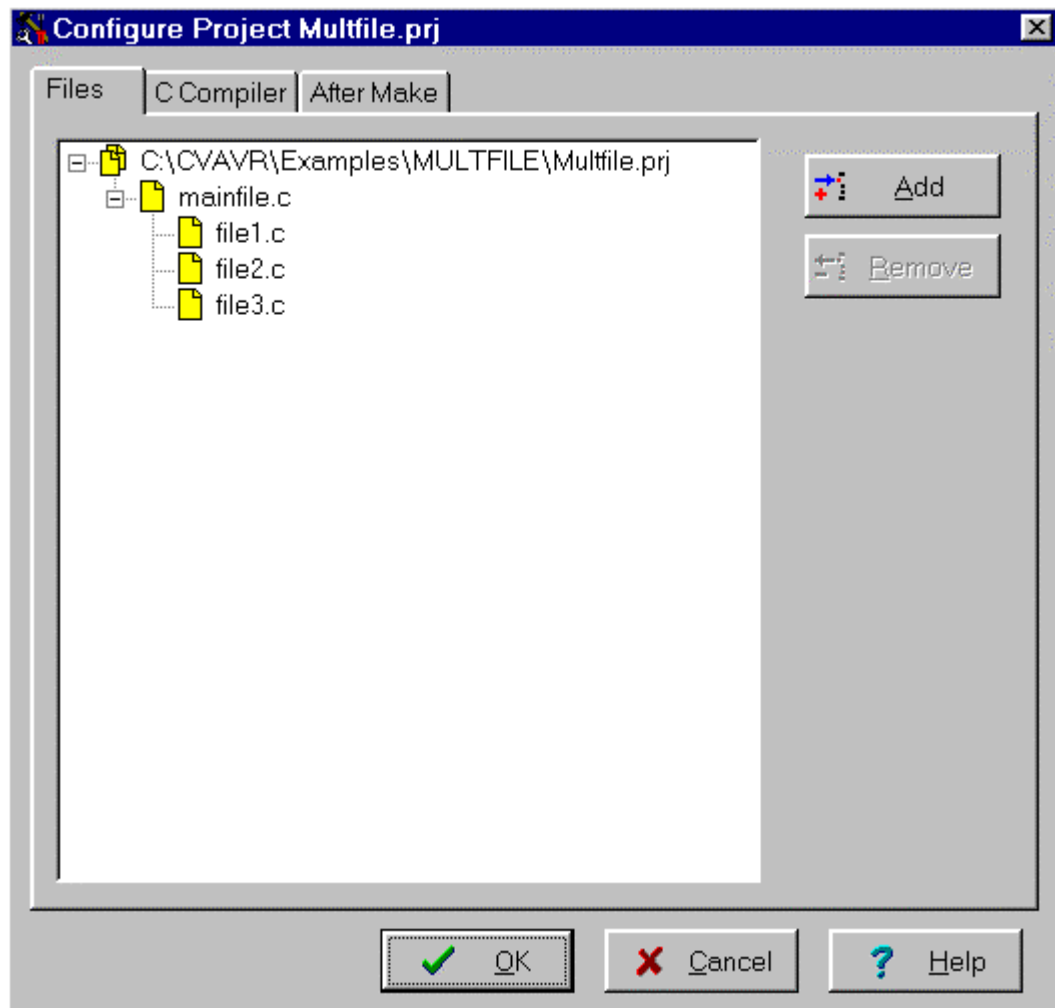 Configure Project Multfile.prj
Files
C Compiler
After Make
C:\CVAVR\Examples\MULTFILE\Multfile.prj
mainfile.c
file1.c
file2.c
file3.c
Add
Remove
OK
Cancel
Help